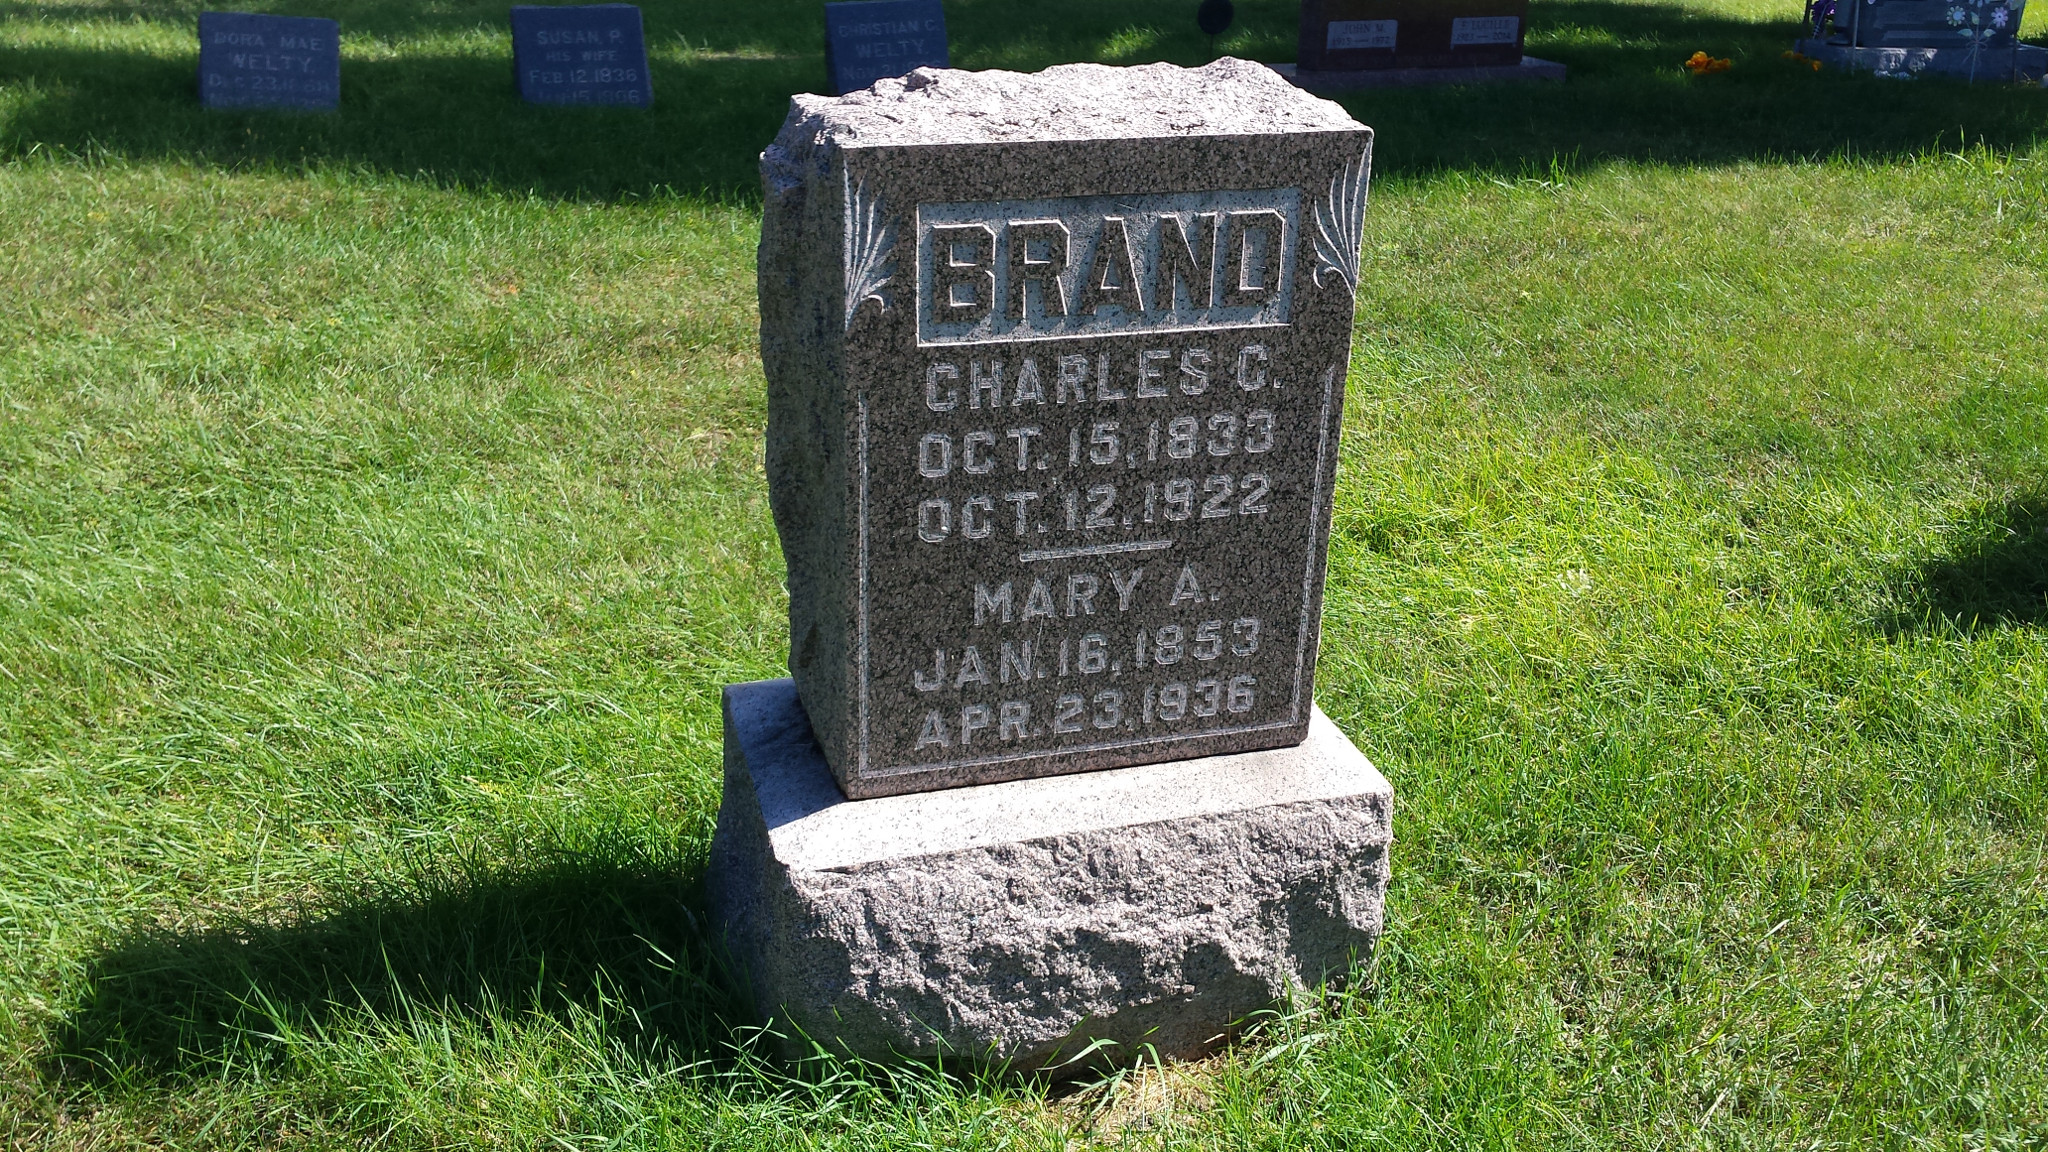 DORA MAE
WELTY
SUSAN P.
HIS WIFE
FEB 12, 1836
CHRISTIAN C.
WELTY
JOHN W.
BRAND
CHARLES C.
OCT. 15, 1833
OCT. 12, 1922
MARY A.
JAN. 16, 1853
APR. 23, 1936